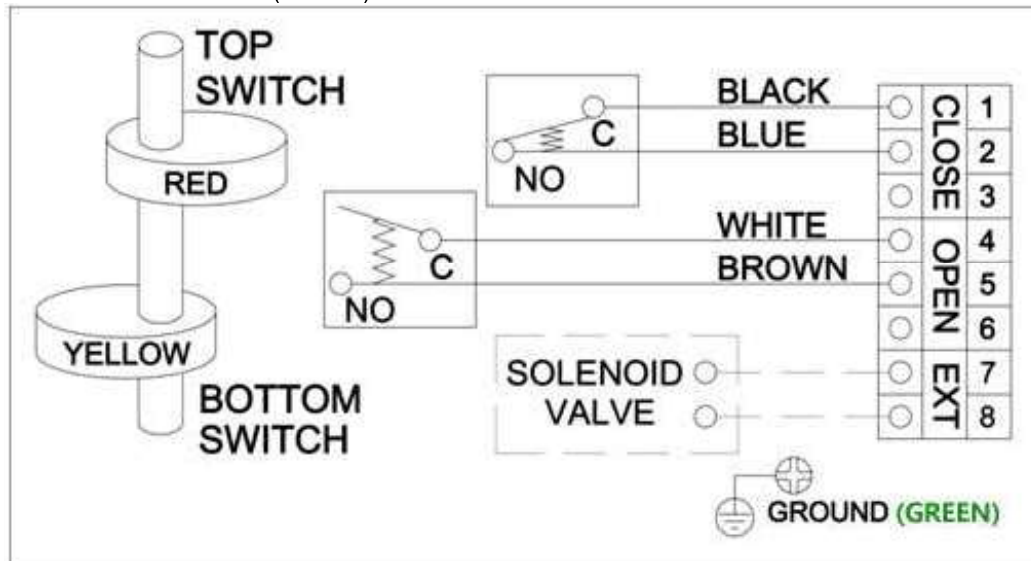 TOP
SWITCH
RED
YELLOW
BOTTOM
SWITCH
C
NO
C
NO
BLACK
BLUE
WHITE
BROWN
SOLENOID
VALVE
CLOSE
OPEN
EXT
1
2
3
4
5
6
7
8
GROUND (GREEN)